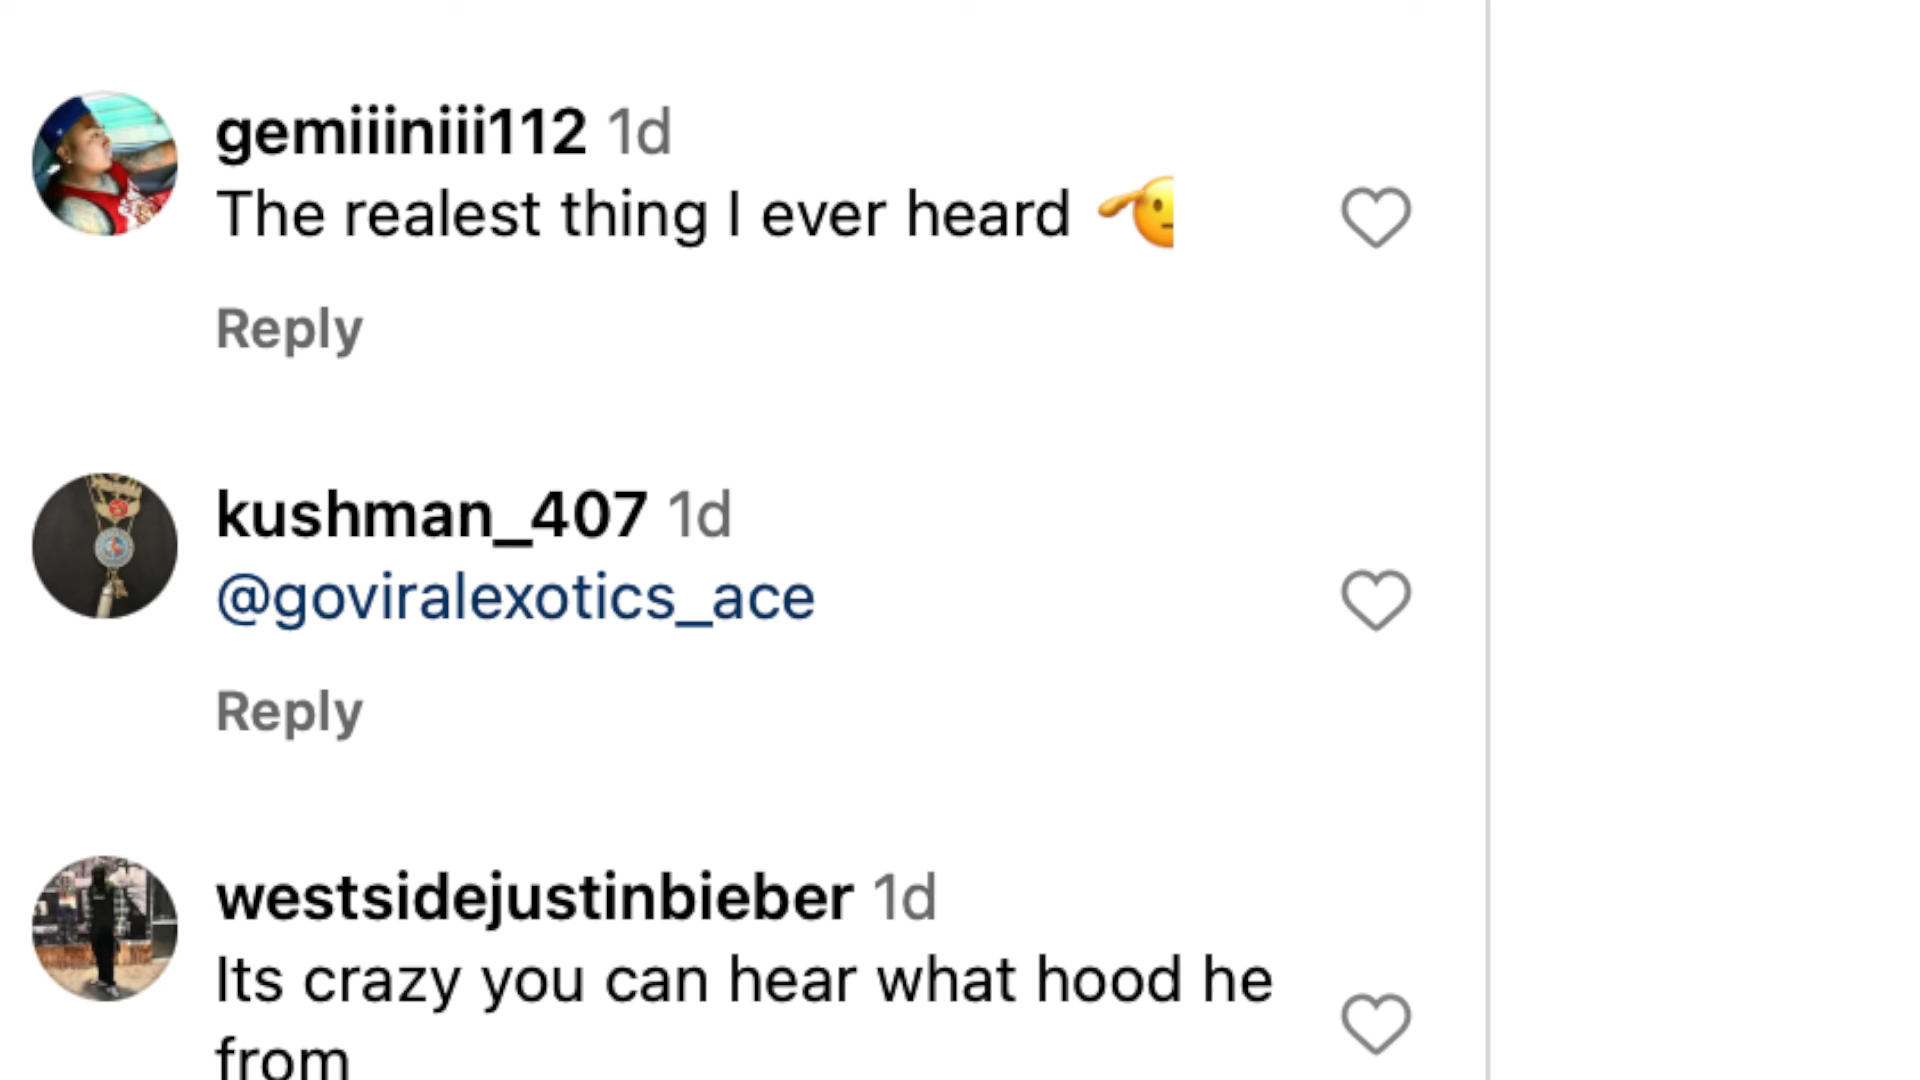 gemiiiniii112 1d
The realest thing I ever heard 🫡
Reply
kushman_407 1d
@goviralexotics_ace
Reply
westsidejustinbieber 1d
Its crazy you can hear what hood he
from